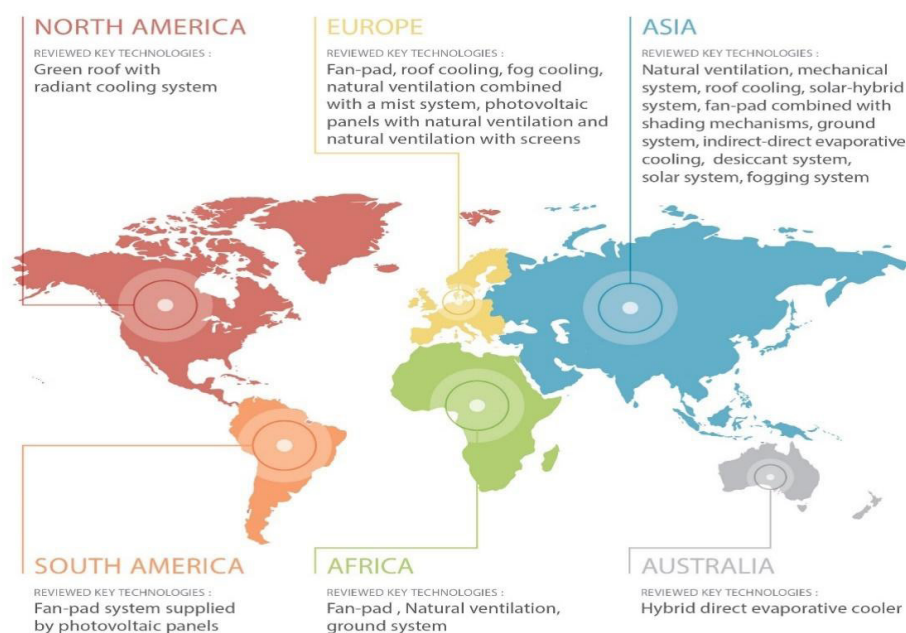 NORTH AMERICA
REVIEWED KEY TECHNOLOGIES :
Green roof with
radiant cooling system
EUROPE
REVIEWED KEY TECHNOLOGIES :
Fan-pad, roof cooling, fog cooling,
natural ventilation combined
with a mist system, photovoltaic
panels with natural ventilation and
natural ventilation with screens
ASIA
REVIEWED KEY TECHNOLOGIES :
Natural ventilation, mechanical
system, roof cooling, solar-hybrid
system, fan-pad combined with
shading mechanisms, ground
system, indirect-direct evaporative
cooling, desiccant system,
solar system, fogging system
SOUTH AMERICA
REVIEWED KEY TECHNOLOGIES :
Fan-pad system supplied
by photovoltaic panels
AFRICA
REVIEWED KEY TECHNOLOGIES :
Fan-pad , Natural ventilation,
ground system
AUSTRALIA
REVIEWED KEY TECHNOLOGIES :
Hybrid direct evaporative cooler